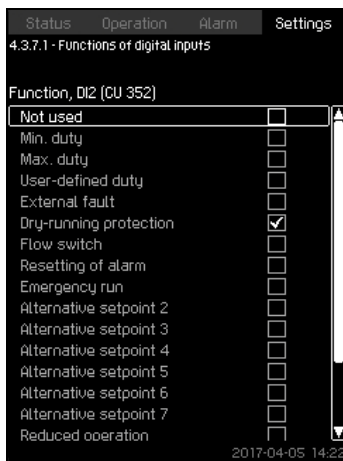 Status Operation Alarm Settings
4.3.7.1 - Functions of digital inputs
Function, DI2 (CU 352)
Not used
Min. duty
Max. duty
User-defined duty
External fault
Dry-running protection
Flow switch
Resetting of alarm
Emergency run
Alternative setpoint 2
Alternative setpoint 3
Alternative setpoint 4
Alternative setpoint 5
Alternative setpoint 6
Alternative setpoint 7
Reduced operation
2017-04-05 14:22